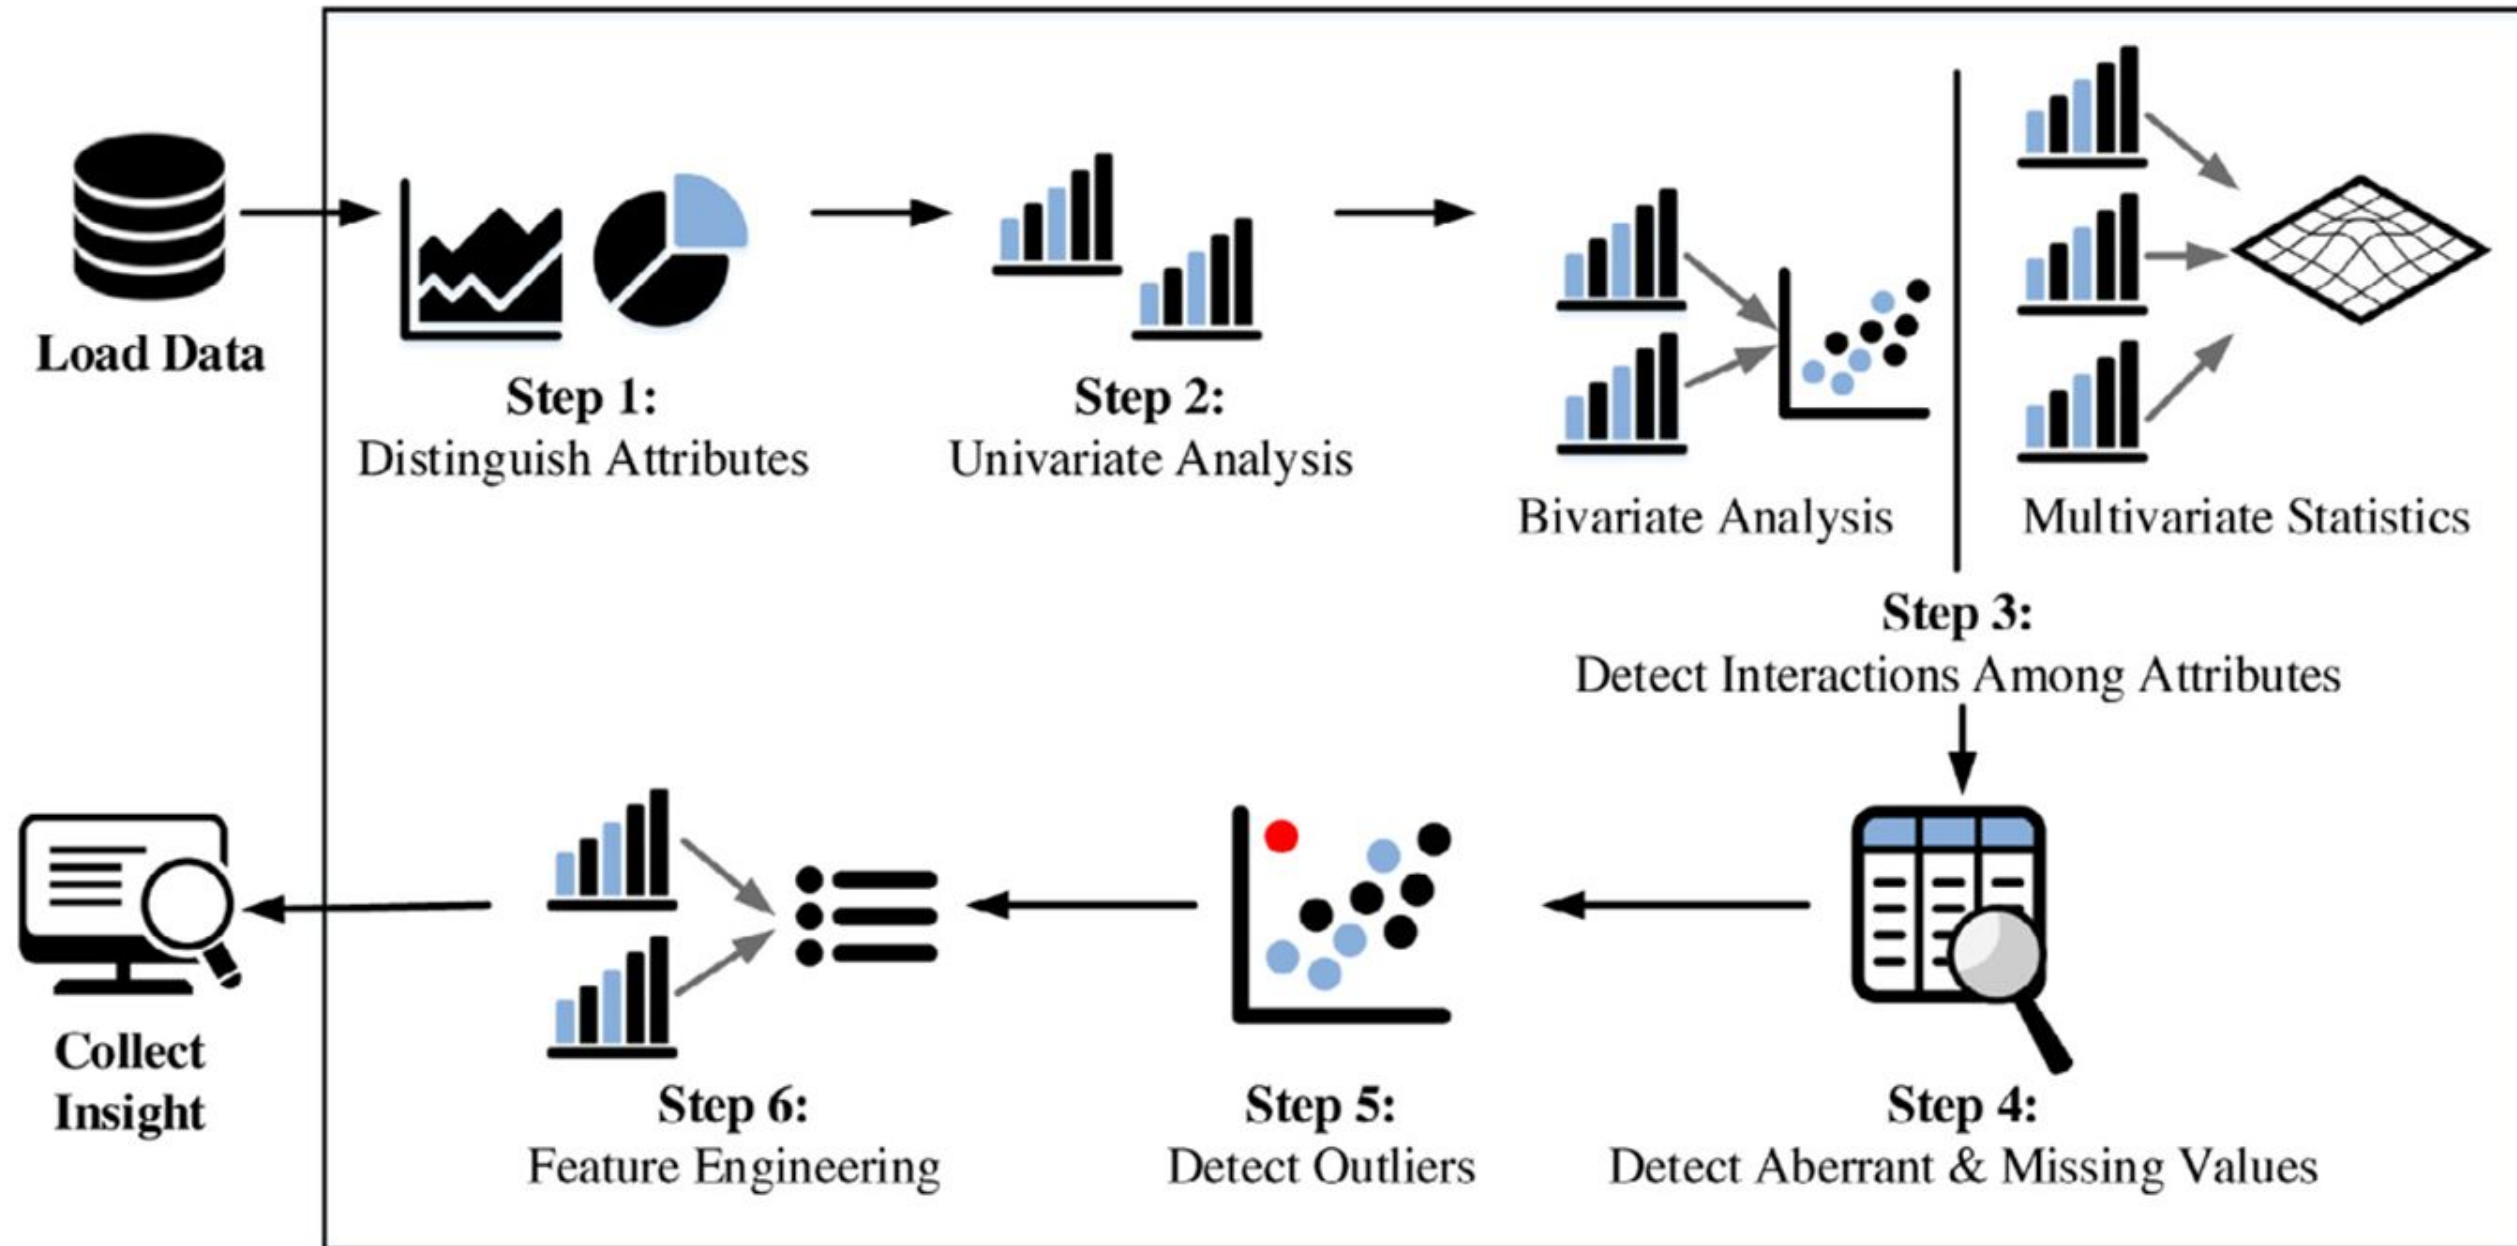 Load Data
Step 1:
Distinguish Attributes
Step 2:
Univariate Analysis
Bivariate Analysis
Multivariate Statistics
Step 3:
Detect Interactions Among Attributes
Step 4:
Detect Aberrant & Missing Values
Step 5:
Detect Outliers
Step 6:
Feature Engineering
Collect
Insight